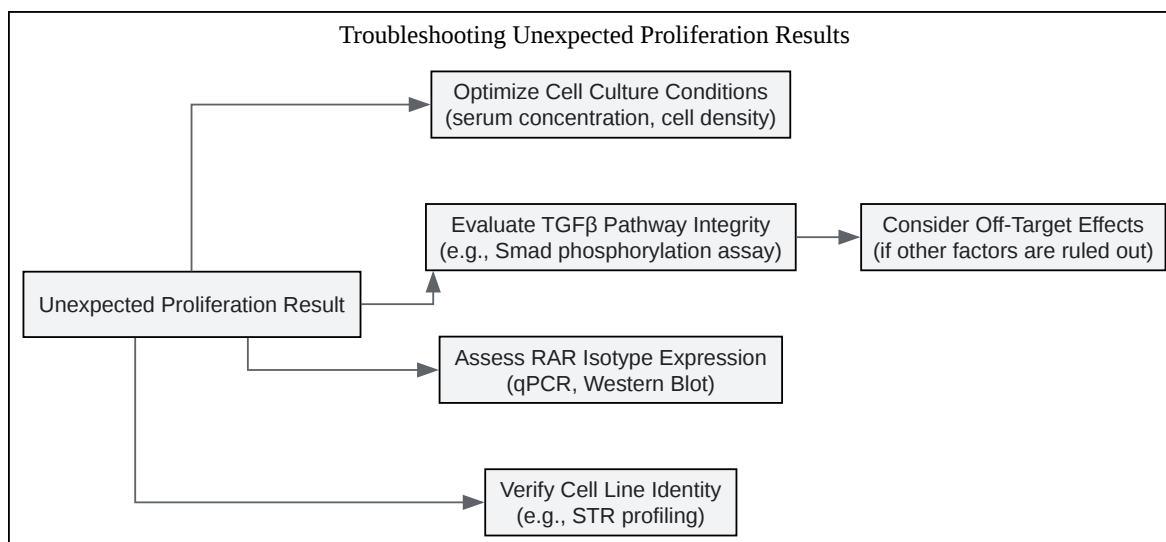 Troubleshooting Unexpected Proliferation Results
Optimize Cell Culture Conditions
(serum concentration, cell density)
Evaluate TGFβ Pathway Integrity
(e.g., Smad phosphorylation assay)
Consider Off-Target Effects
(if other factors are ruled out)
Unexpected Proliferation Result
Assess RAR Isotype Expression
(qPCR, Western Blot)
Verify Cell Line Identity
(e.g., STR profiling)